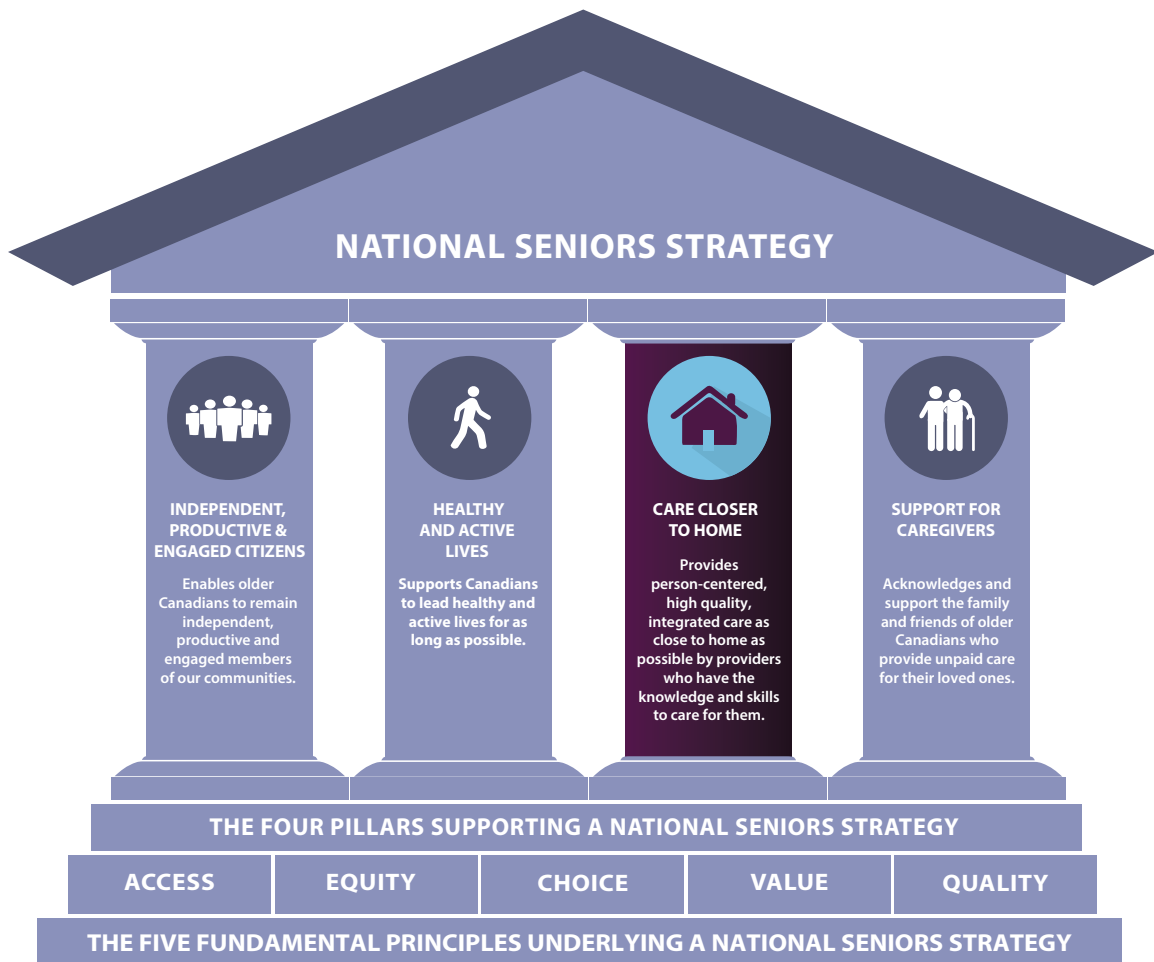 NATIONAL SENIORS STRATEGY
INDEPENDENT,
PRODUCTIVE &
ENGAGED CITIZENS
Enables older
Canadians to remain
independent,
productive and
engaged members
of our communities.
HEALTHY
AND ACTIVE
LIVES
Supports Canadians
to lead healthy and
active lives for as
long as possible.
CARE CLOSER
TO HOME
Provides
person-centered,
high quality,
integrated care as
close to home as
possible by providers
who have the
knowledge and skills
to care for them.
SUPPORT FOR
CAREGIVERS
Acknowledges and
support the family
and friends of older
Canadians who
provide unpaid care
for their loved ones.
THE FOUR PILLARS SUPPORTING A NATIONAL SENIORS STRATEGY
ACCESS
EQUITY
CHOICE
VALUE
QUALITY
THE FIVE FUNDAMENTAL PRINCIPLES UNDERLYING A NATIONAL SENIORS STRATEGY